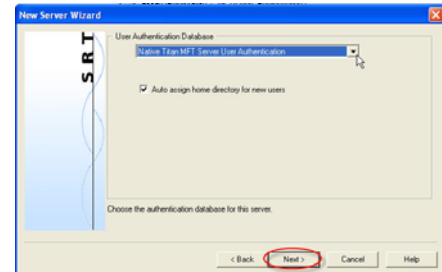 New Server Wizard
SRT
User Authentication Database
Native Titan MFT Server User Authentication
Auto assign home directory for new users
Choose the authentication database for this server.
< Back
Next >
Cancel
Help